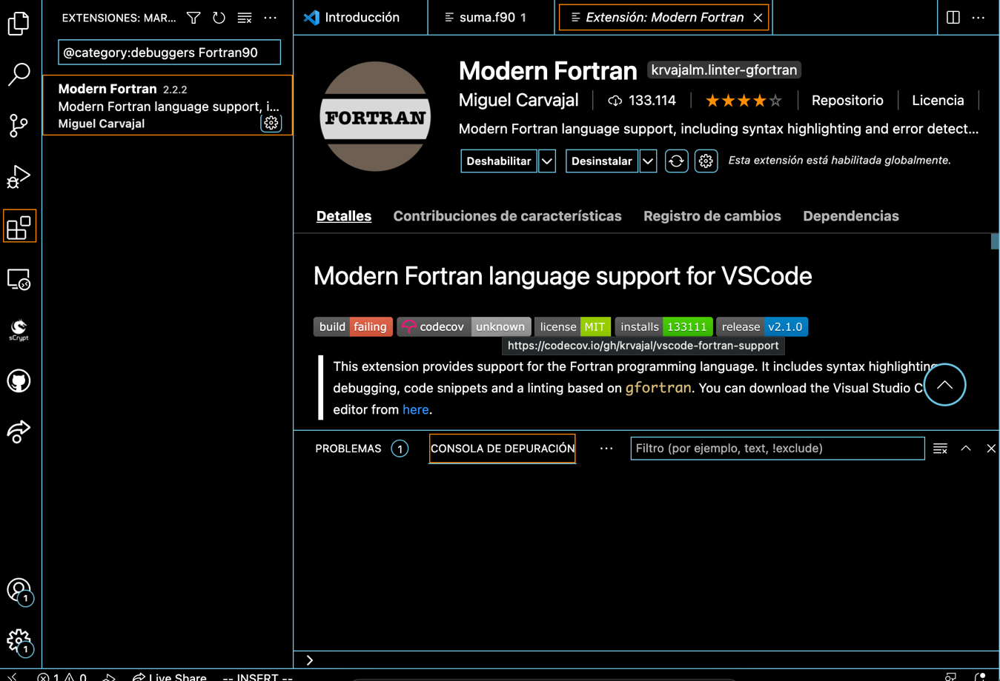 EXTENSIONES: MAR...
Introducción
suma.f90 1
Extensión: Modern Fortran
@category:debuggers Fortran90
Modern Fortran 2.2.2
Modern Fortran language support, i...
Miguel Carvajal
sCrypt
1
1
FORTRAN
Modern Fortran krvajalm.linter-gfortran
Miguel Carvajal 133.114 Repositorio Licencia
Modern Fortran language support, including syntax highlighting and error detect...
Deshabilitar Desinstalar Esta extensión está habilitada globalmente.
Detalles Contribuciones de características Registro de cambios Dependencias
Modern Fortran language support for VSCode
build failing codecov unknown license MIT installs 133111 release v2.1.0
https://codecov.io/gh/krvajal/vscode-fortran-support
This extension provides support for the Fortran programming language. It includes syntax highlighting
debugging, code snippets and a linting based on gfortran. You can download the Visual Studio C
editor from here.
PROBLEMAS 1 CONSOLA DE DEPURACIÓN ... Filtro (por ejemplo, text, !exclude)
1 0 Live Share -- INSERT --